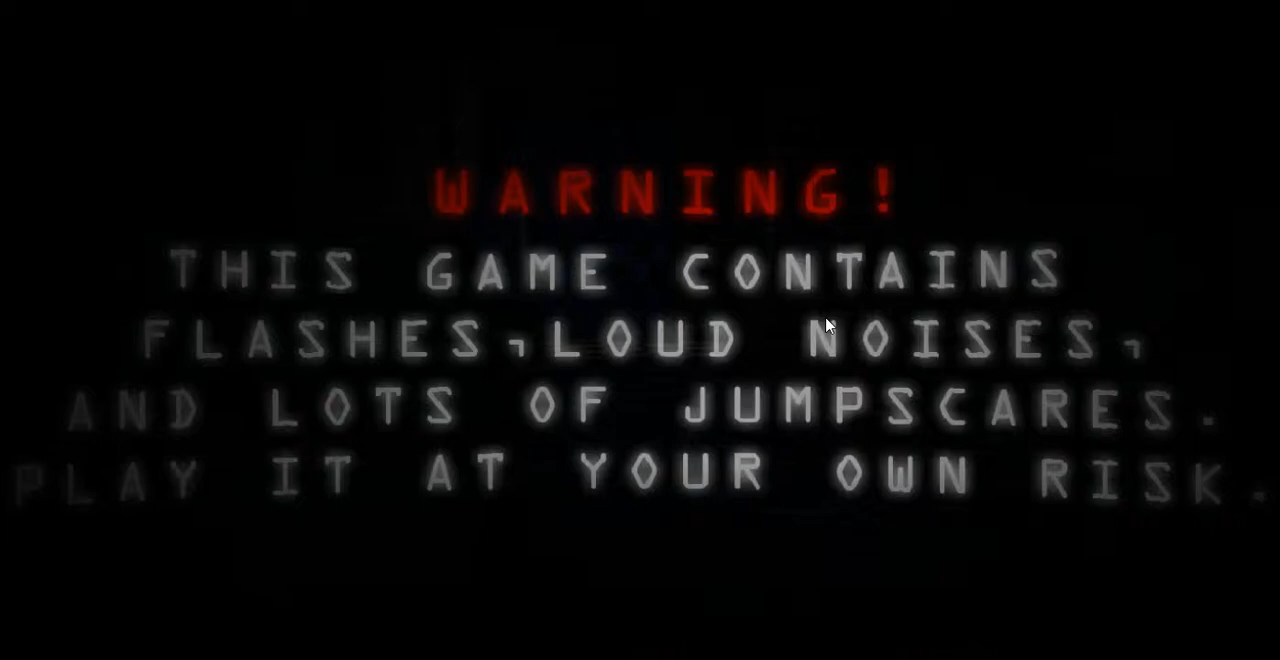 WARNING!
THIS GAME CONTAINS
FLASHES,LOUD NOISES,
AND LOTS OF JUMPSCARES.
PLAY IT AT YOUR OWN RISK.